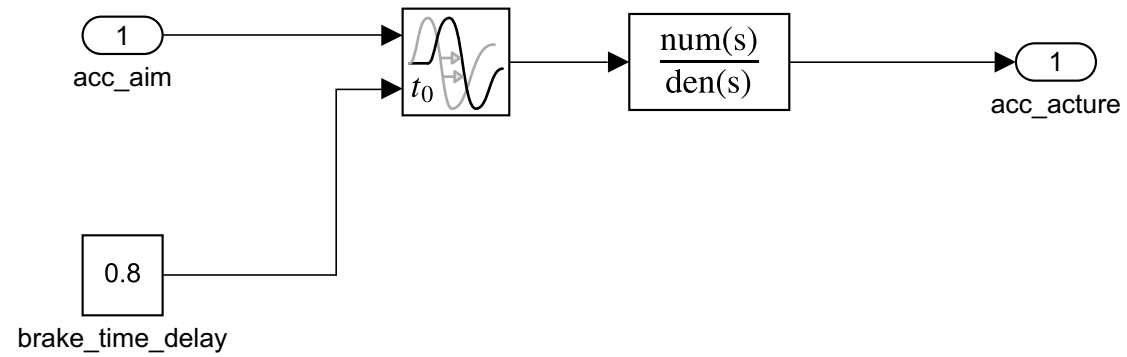 1
acc_aim
t0
num(s)
den(s)
1
acc_acture
0.8
brake_time_delay